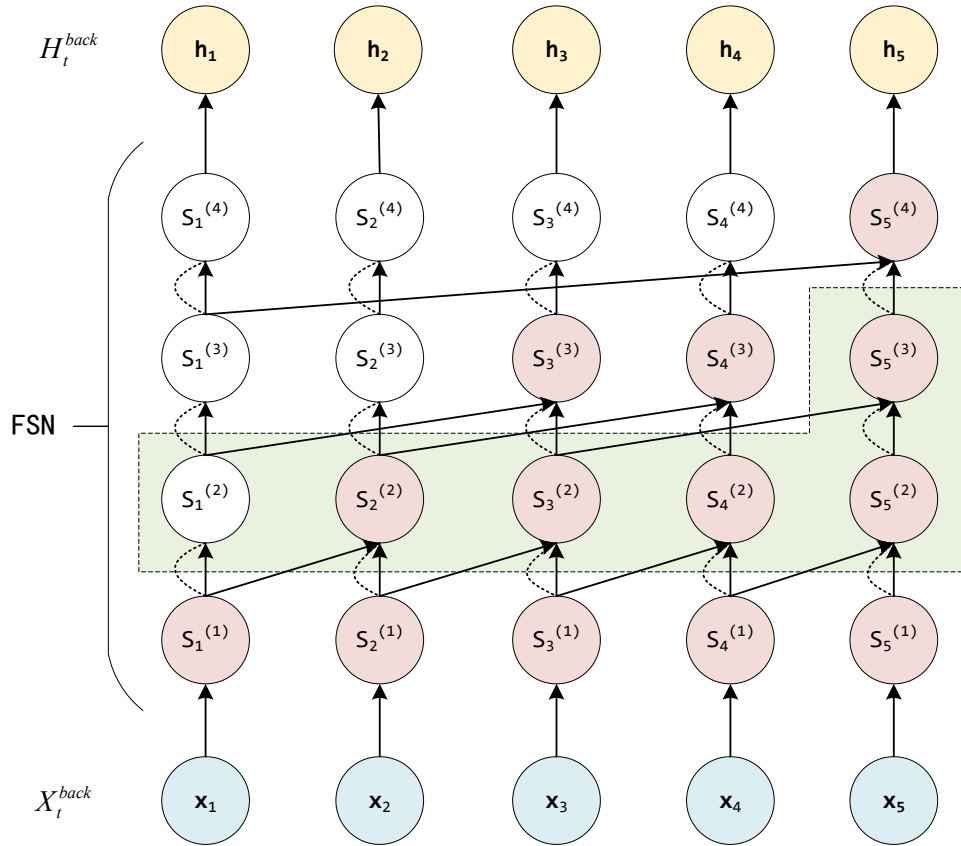 H_t^{back} h₁ h₂ h₃ h₄ h₅
S₁⁽⁴⁾ S₂⁽⁴⁾ S₃⁽⁴⁾ S₄⁽⁴⁾ S₅⁽⁴⁾
S₁⁽³⁾ S₂⁽³⁾ S₃⁽³⁾ S₄⁽³⁾ S₅⁽³⁾
FSN
S₁⁽²⁾ S₂⁽²⁾ S₃⁽²⁾ S₄⁽²⁾ S₅⁽²⁾
S₁⁽¹⁾ S₂⁽¹⁾ S₃⁽¹⁾ S₄⁽¹⁾ S₅⁽¹⁾
X_t^{back} x₁ x₂ x₃ x₄ x₅